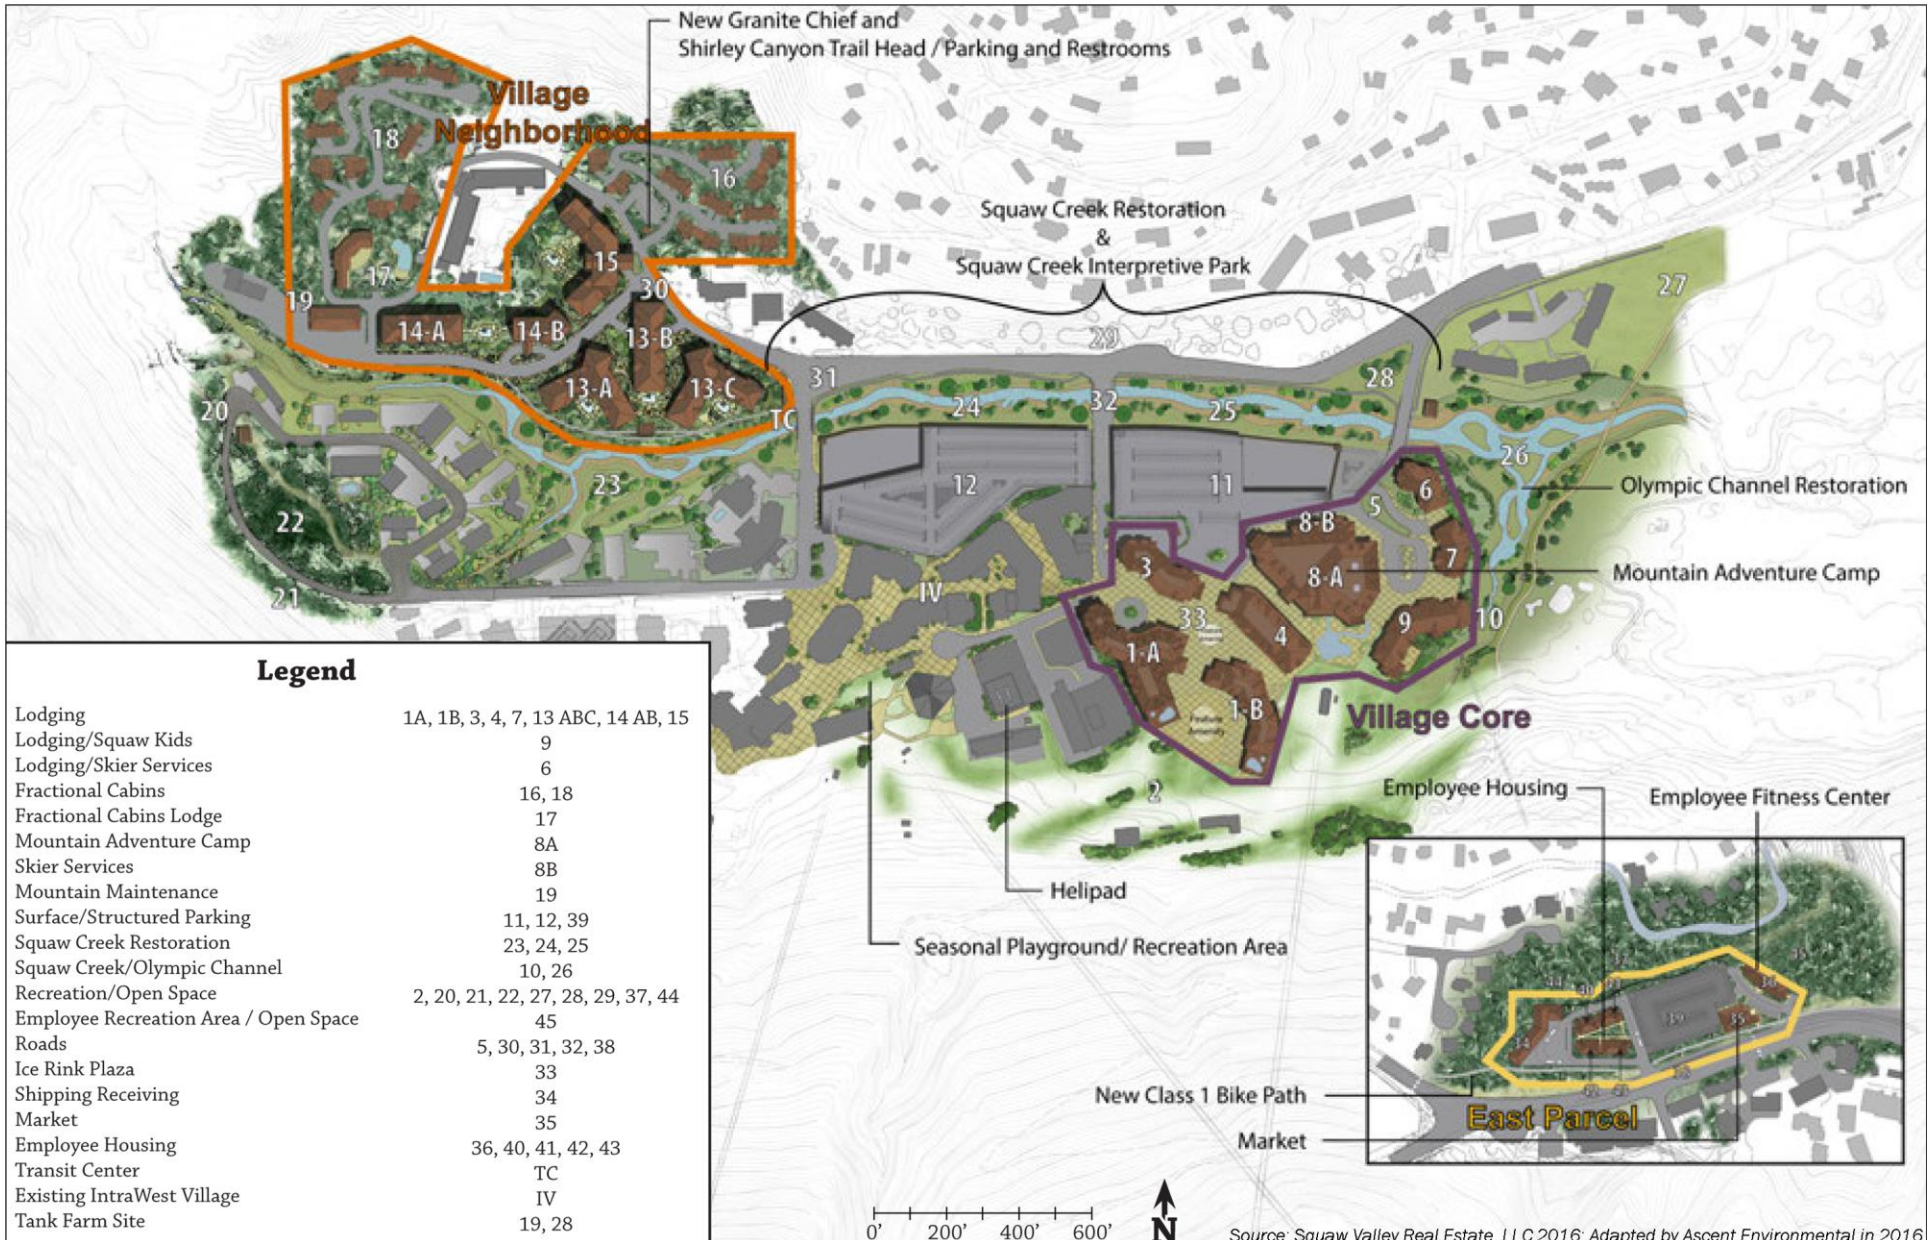 New Granite Chief and
Shirley Canyon Trail Head / Parking and Restrooms
Village
Neighborhood
18
16
Squaw Creek Restoration
&
Squaw Creek Interpretive Park
15
17
27
19
30
14-A
14-B
13-B
29
13-A
13-C
31
28
20
TC
24
32
25
26
23
12
11
6
5
Olympic Channel Restoration
22
8-B
7
3
8-A
Mountain Adventure Camp
21
IV
33
9
10
4
1-A
1-B
Feature
Amenity
Village Core
2
Employee Housing
Employee Fitness Center
Helipad
Seasonal Playground/ Recreation Area
44
40
39
35
34
New Class 1 Bike Path
East Parcel
Market
Legend
Lodging 1A, 1B, 3, 4, 7, 13 ABC, 14 AB, 15
Lodging/Squaw Kids 9
Lodging/Skier Services 6
Fractional Cabins 16, 18
Fractional Cabins Lodge 17
Mountain Adventure Camp 8A
Skier Services 8B
Mountain Maintenance 19
Surface/Structured Parking 11, 12, 39
Squaw Creek Restoration 23, 24, 25
Squaw Creek/Olympic Channel 10, 26
Recreation/Open Space 2, 20, 21, 22, 27, 28, 29, 37, 44
Employee Recreation Area / Open Space 45
Roads 5, 30, 31, 32, 38
Ice Rink Plaza 33
Shipping Receiving 34
Market 35
Employee Housing 36, 40, 41, 42, 43
Transit Center TC
Existing IntraWest Village IV
Tank Farm Site 19, 28
0' 200' 400' 600'
N
Source: Squaw Valley Real Estate, LLC 2016; Adapted by Ascent Environmental in 2016